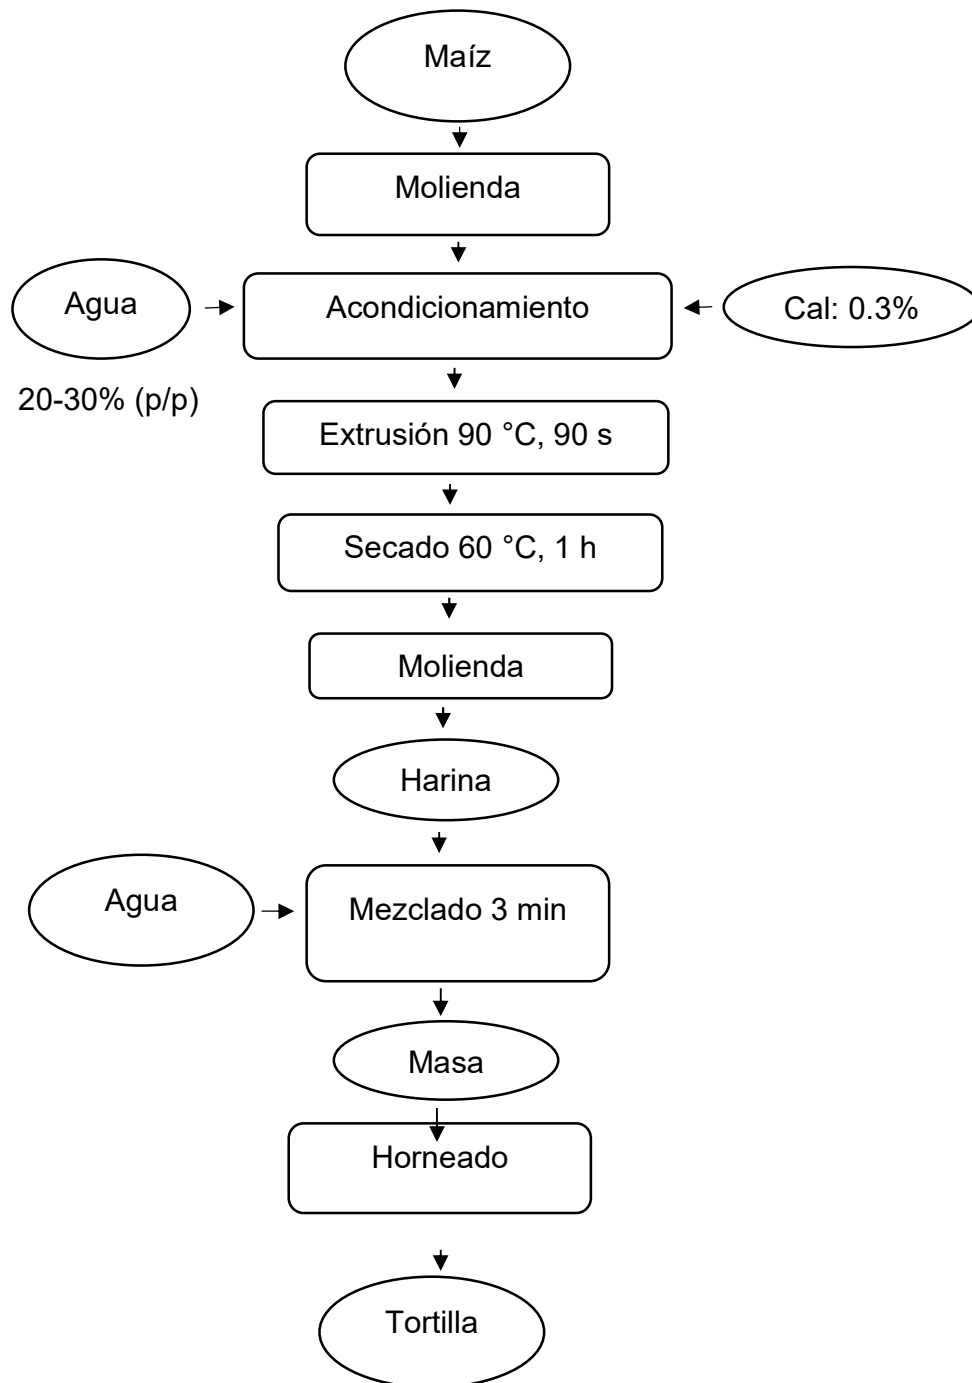 Maíz
Molienda
Agua
Acondicionamiento
Cal: 0.3%
20-30% (p/p)
Extrusión 90 °C, 90 s
Secado 60 °C, 1 h
Molienda
Harina
Agua
Mezclado 3 min
Masa
Horneado
Tortilla